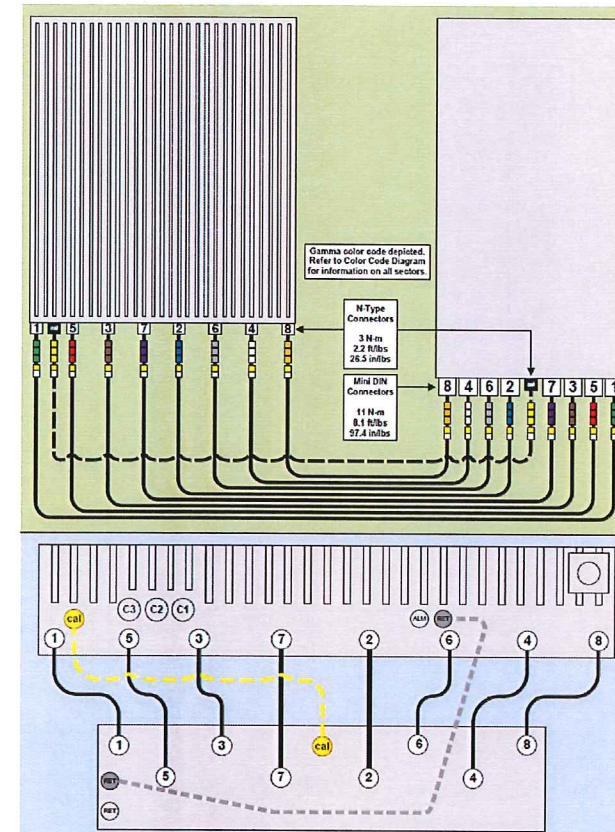 Gamma color code depicted.
Refer to Color Code Diagram
for information on all sectors.
N-Type
Connectors
3 N-m
2.2 ft/lbs
26.5 in/lbs
1 5 3 7 2 6 4 8
Mini DIN
Connectors
11 N-m
8.1 ft/lbs
97.4 in/lbs
8 4 6 2 7 3 5 1
cal C3 C2 C1 ALM RET
1 5 3 7 2 6 4 8
1 3 cal 6 8
RET 5 7 2 4
RET